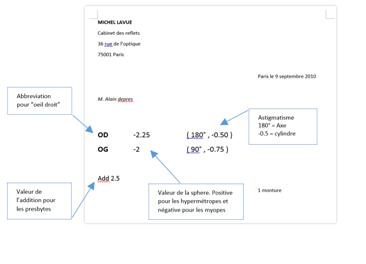 MICHEL LAVUE
Cabinet des reflets
36 rue de l'optique
75001 Paris
Paris le 9 septembre 2010
Abbreviation
pour "oeil droit"
M. Alain depres
Astigmatisme
180° = Axe
-0.5 = cylindre
OD -2.25 ( 180° , -0.50 )
OG -2 ( 90° , -0.75 )
Add 2.5
Valeur de
l'addition pour
les presbytes
Valeur de la sphere. Positive
pour les hypermétropes et
négative pour les myopes
1 monture